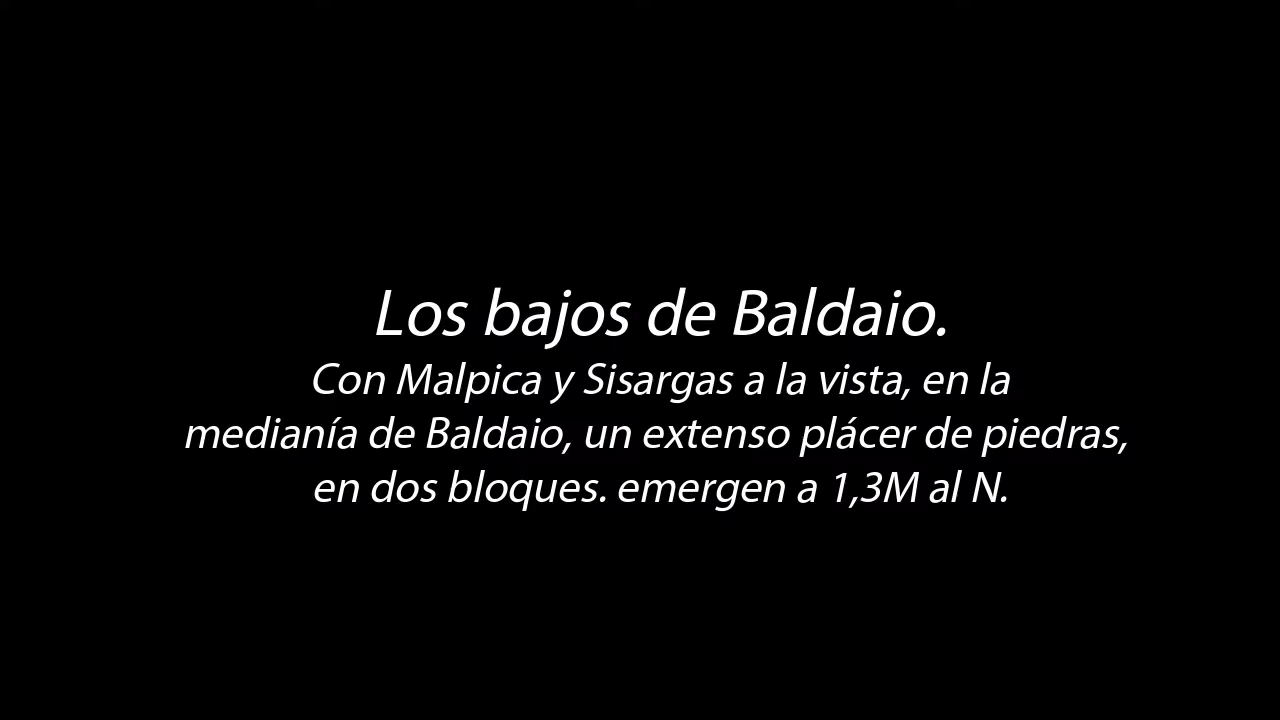 Los bajos de Baldaio.
Con Malpica y Sisargas a la vista, en la
medianía de Baldaio, un extenso plácer de piedras,
en dos bloques. emergen a 1,3M al N.